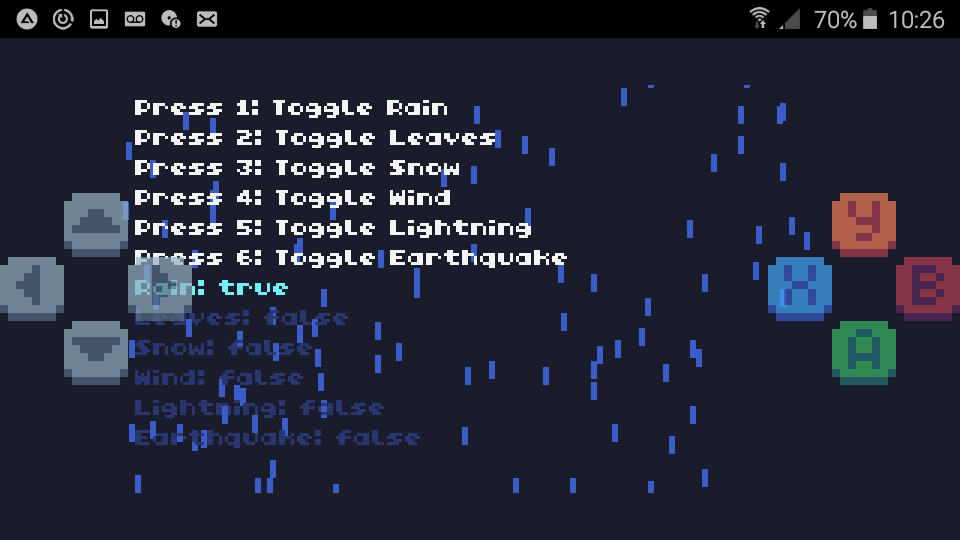 70% 10:26
Press 1: Toggle Rain
Press 2: Toggle Leaves
Press 3: Toggle Snow
Press 4: Toggle Wind
Press 5: Toggle Lightning
Press 6: Toggle Earthquake
Rain: true
Leaves: false
Snow: false
Wind: false
Lightning: false
Earthquake: false
Y
X B
A